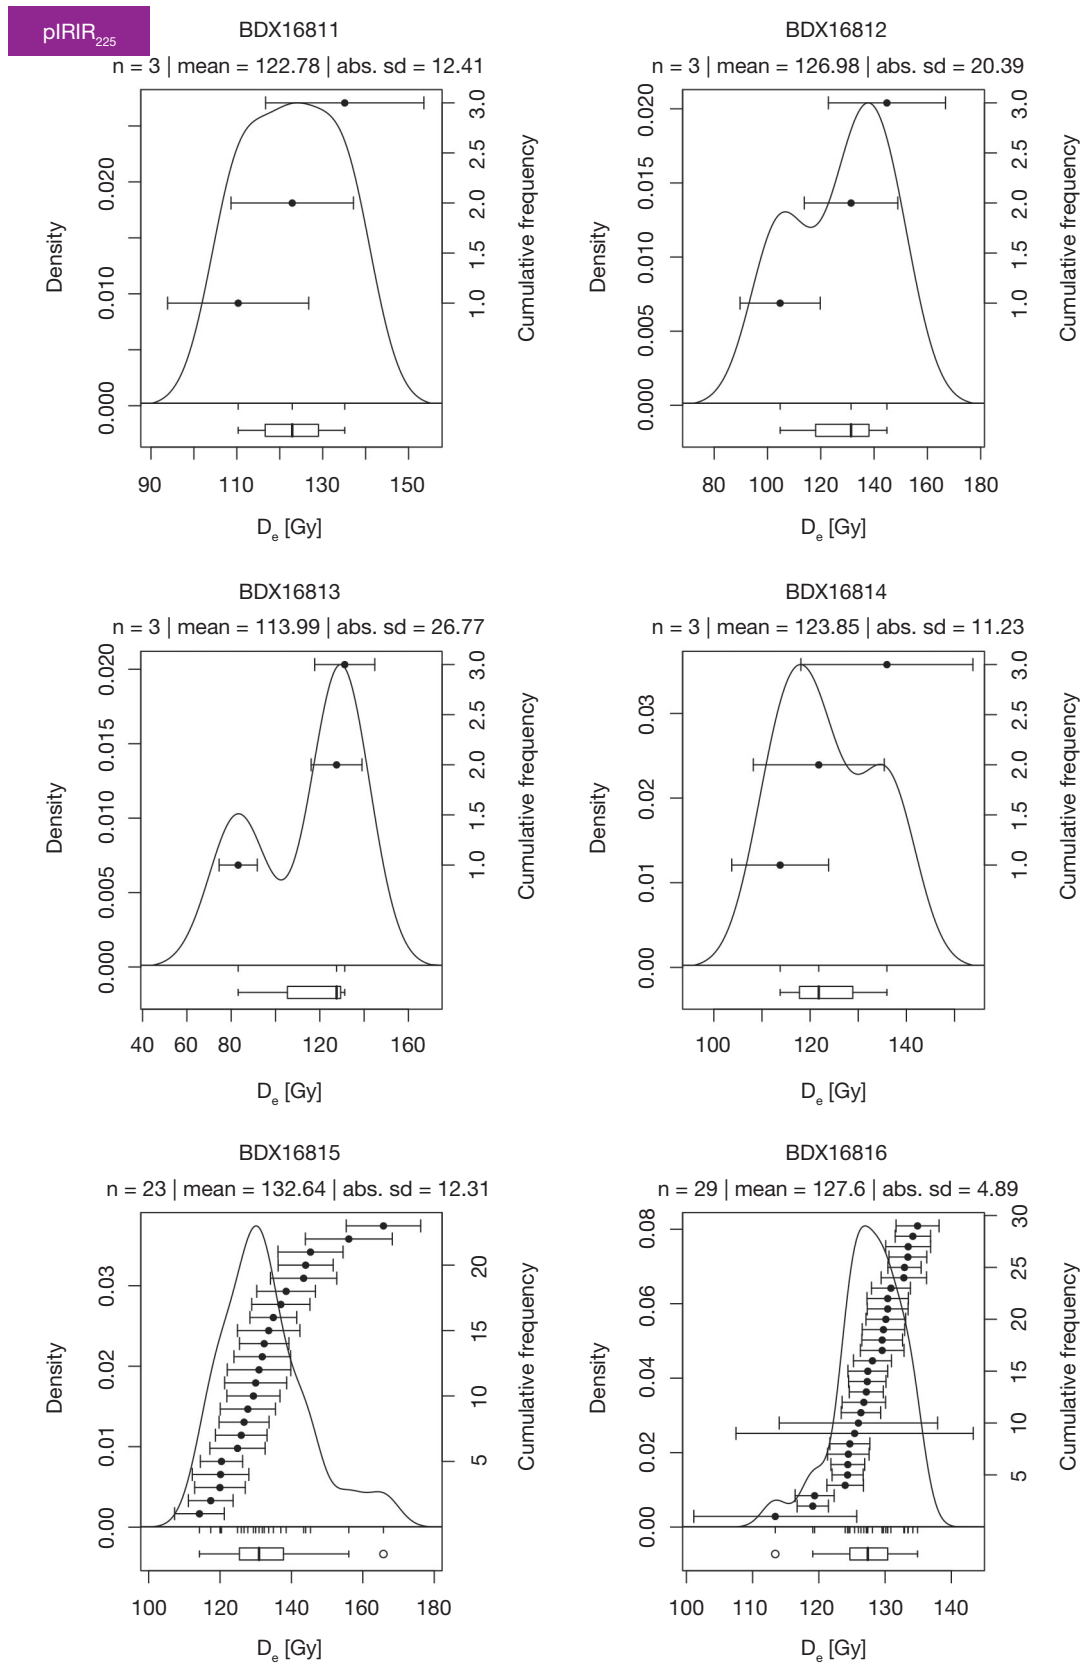 pIRIR225
BDX16811
n = 3 | mean = 122.78 | abs. sd = 12.41
0.000 0.010 0.020
Density
1.0 1.5 2.0 2.5 3.0
Cumulative frequency
90 110 130 150
De [Gy]
BDX16812
n = 3 | mean = 126.98 | abs. sd = 20.39
0.000 0.005 0.010 0.015 0.020
Density
1.0 1.5 2.0 2.5 3.0
Cumulative frequency
80 100 120 140 160 180
De [Gy]
BDX16813
n = 3 | mean = 113.99 | abs. sd = 26.77
0.000 0.005 0.010 0.015 0.020
Density
1.0 1.5 2.0 2.5 3.0
Cumulative frequency
40 60 80 120 160
De [Gy]
BDX16814
n = 3 | mean = 123.85 | abs. sd = 11.23
0.00 0.01 0.02 0.03
Density
1.0 1.5 2.0 2.5 3.0
Cumulative frequency
100 120 140
De [Gy]
BDX16815
n = 23 | mean = 132.64 | abs. sd = 12.31
0.00 0.01 0.02 0.03
Density
5 10 15 20
Cumulative frequency
100 120 140 160 180
De [Gy]
BDX16816
n = 29 | mean = 127.6 | abs. sd = 4.89
0.00 0.02 0.04 0.06 0.08
Density
5 10 15 20 25 30
Cumulative frequency
100 110 120 130 140
De [Gy]